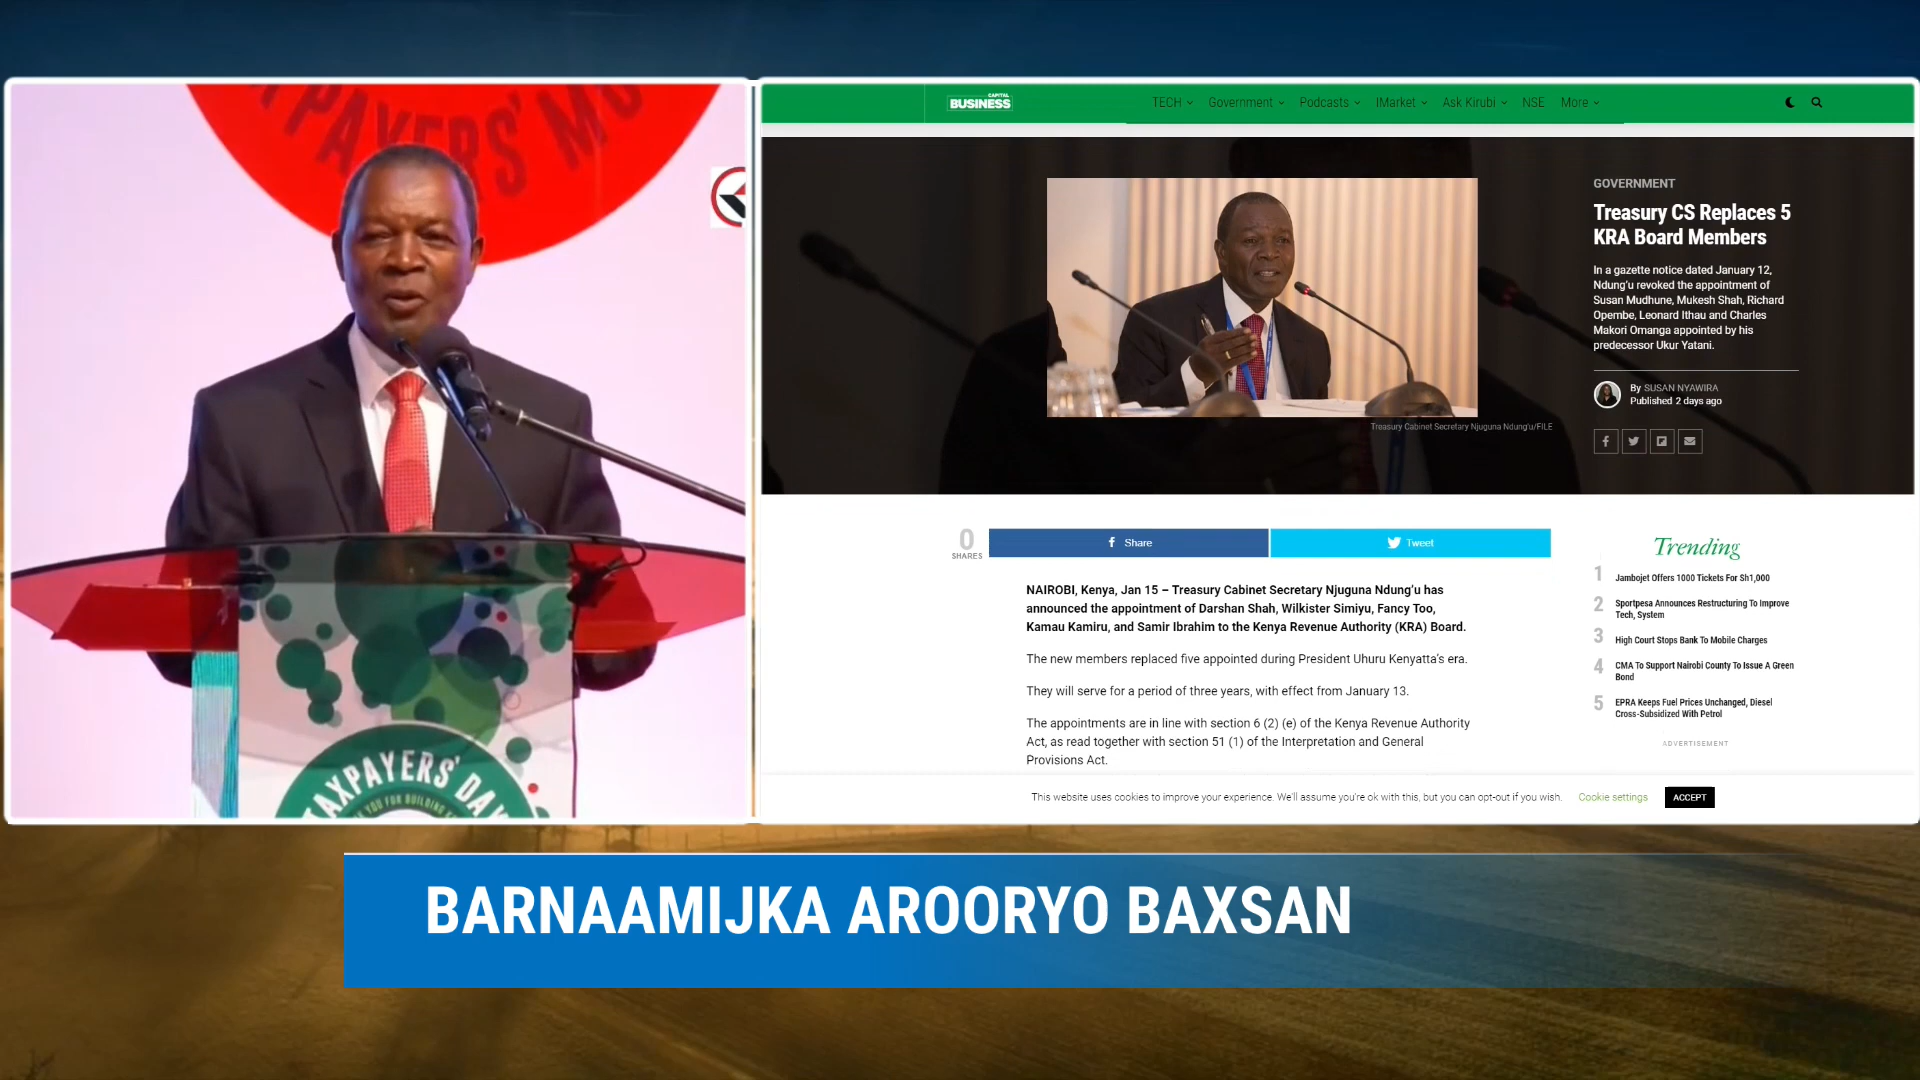 TAXPAYERS' MO
TAXPAYERS' DAY
YOU FOR BUILDING
CAPITAL
BUSINESS
TECH
Government
Podcasts
IMarket
Ask Kirubi
NSE
More
GOVERNMENT
Treasury CS Replaces 5
KRA Board Members
In a gazette notice dated January 12,
Ndung’u revoked the appointment of
Susan Mudhune, Mukesh Shah, Richard
Opembe, Leonard Ithau and Charles
Makori Omanga appointed by his
predecessor Ukur Yatani.
By SUSAN NYAWIRA
Published 2 days ago
Treasury Cabinet Secretary Njuguna Ndung'u/FILE
0
SHARES
Share
Tweet
NAIROBI, Kenya, Jan 15 – Treasury Cabinet Secretary Njuguna Ndung’u has
announced the appointment of Darshan Shah, Wilkister Simiyu, Fancy Too,
Kamau Kamiru, and Samir Ibrahim to the Kenya Revenue Authority (KRA) Board.
The new members replaced five appointed during President Uhuru Kenyatta’s era.
They will serve for a period of three years, with effect from January 13.
The appointments are in line with section 6 (2) (e) of the Kenya Revenue Authority
Act, as read together with section 51 (1) of the Interpretation and General
Provisions Act.
Trending
1 Jambojet Offers 1000 Tickets For Sh1,000
2 Sportpesa Announces Restructuring To Improve
Tech, System
3 High Court Stops Bank To Mobile Charges
4 CMA To Support Nairobi County To Issue A Green
Bond
5 EPRA Keeps Fuel Prices Unchanged, Diesel
Cross-Subsidized With Petrol
ADVERTISEMENT
This website uses cookies to improve your experience. We'll assume you're ok with this, but you can opt-out if you wish.
Cookie settings
ACCEPT
BARNAAMIJKA AROORYO BAXSAN